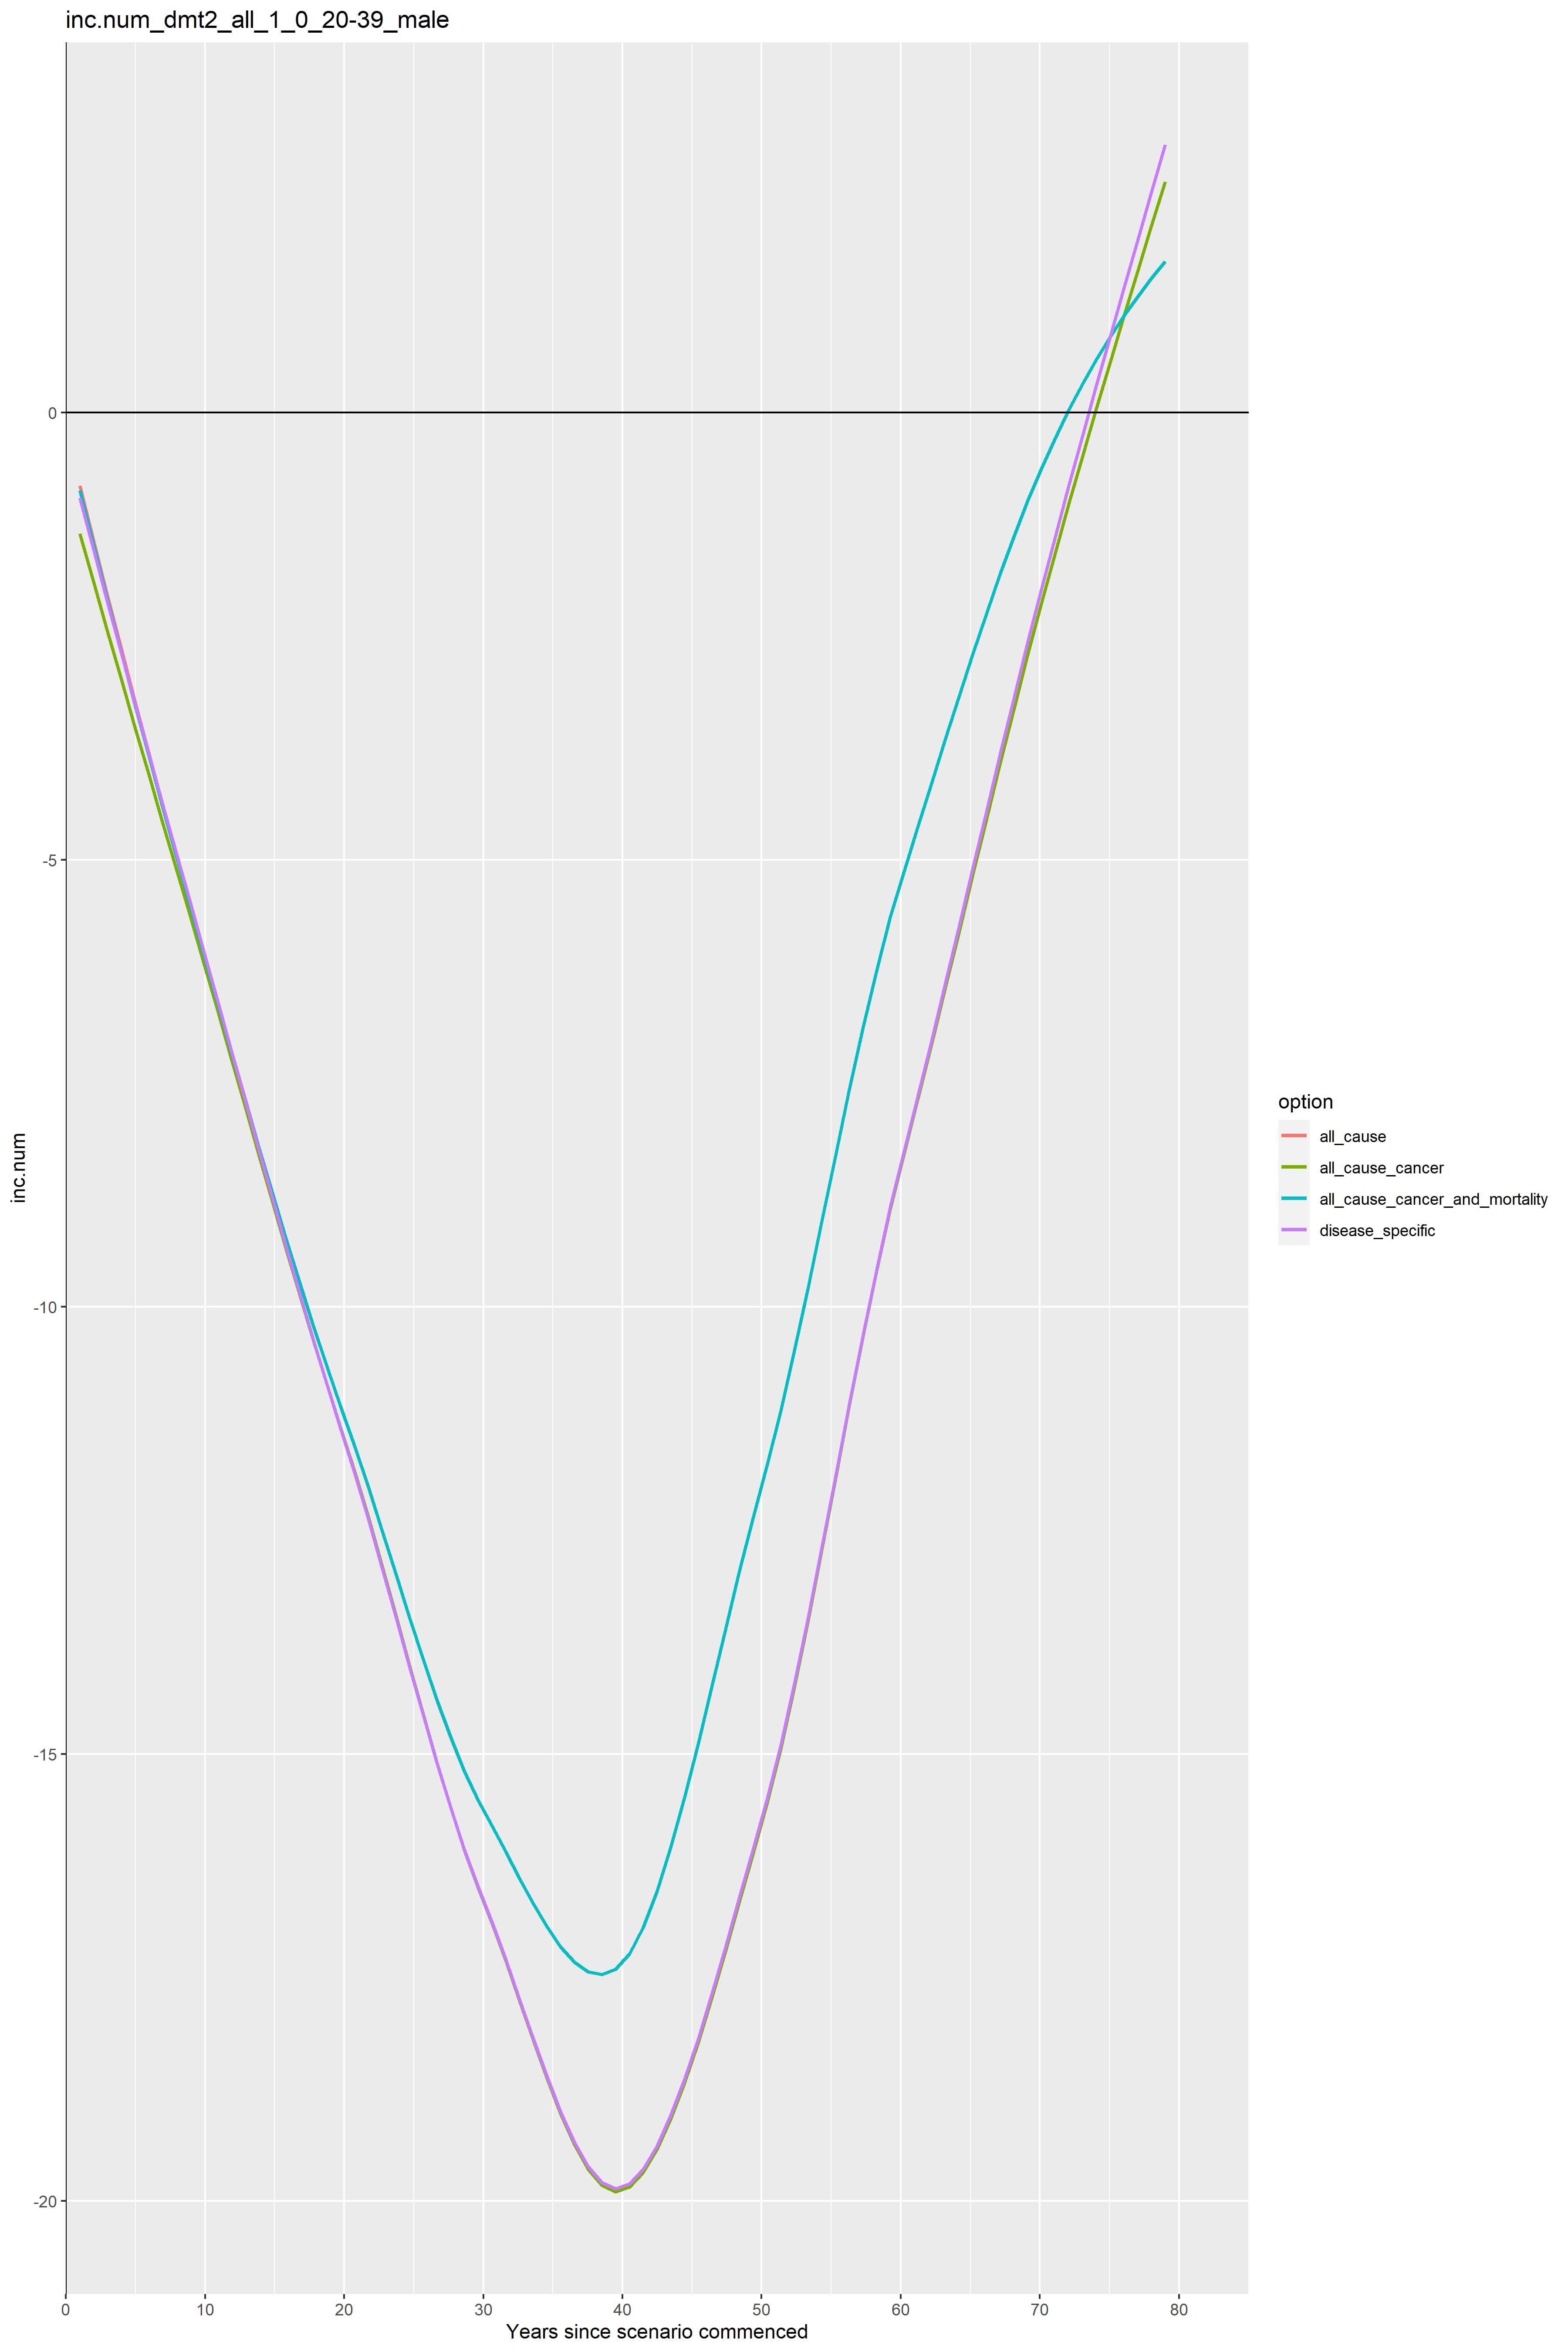 inc.num_dmt2_all_1_0_20-39_male
inc.num
0
-5
-10
-15
-20
0 10 20 30 40 50 60 70 80
Years since scenario commenced
option
all_cause
all_cause_cancer
all_cause_cancer_and_mortality
disease_specific